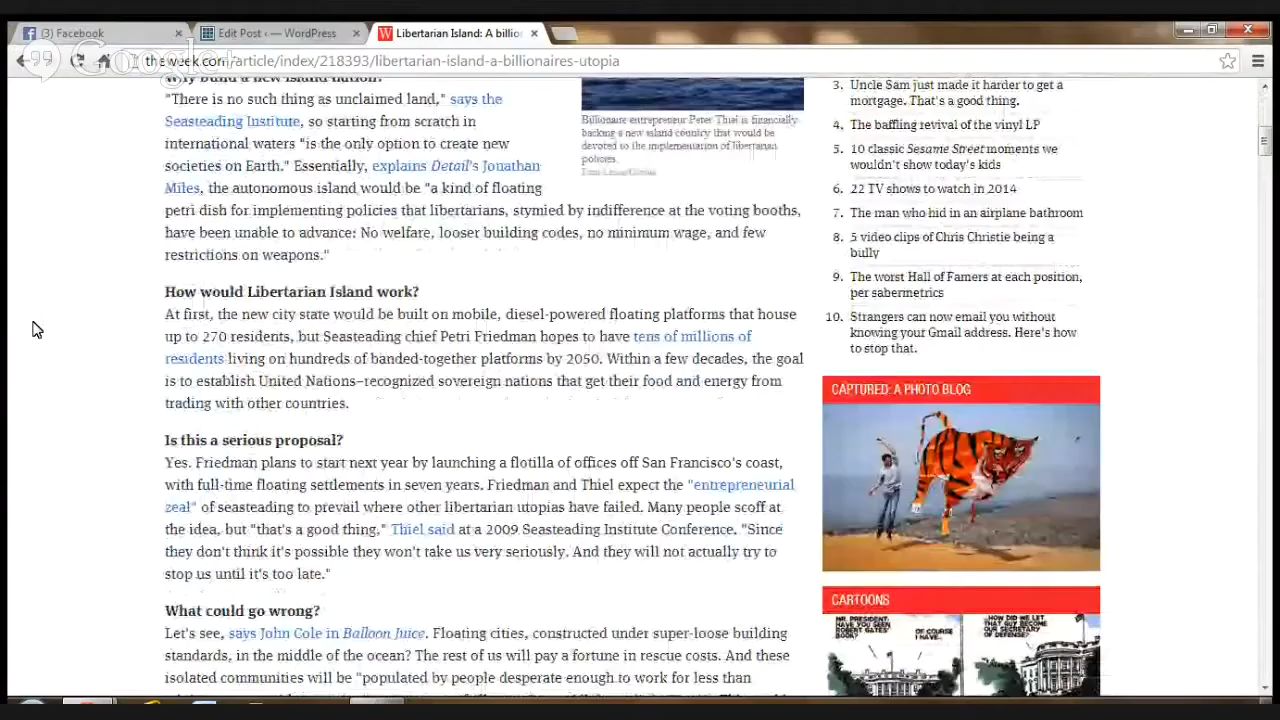 (3) Facebook
Edit Post ‹ — WordPress
Libertarian Island: A billio
Google+
theweek.com/article/index/218393/libertarian-island-a-billionaires-utopia
Why build a new island nation?
"There is no such thing as unclaimed land," says the
Seasteading Institute, so starting from scratch in
international waters "is the only option to create new
societies on Earth." Essentially, explains Detail's Jonathan
Miles, the autonomous island would be "a kind of floating
petri dish for implementing policies that libertarians, stymied by indifference at the voting booths,
have been unable to advance: No welfare, looser building codes, no minimum wage, and few
restrictions on weapons."
Billionaire entrepreneur Peter Thiel is financially
backing a new island country that would be
devoted to the implementation of libertarian
policies.
How would Libertarian Island work?
At first, the new city state would be built on mobile, diesel-powered floating platforms that house
up to 270 residents, but Seasteading chief Petri Friedman hopes to have tens of millions of
residents living on hundreds of banded-together platforms by 2050. Within a few decades, the goal
is to establish United Nations–recognized sovereign nations that get their food and energy from
trading with other countries.
Is this a serious proposal?
Yes. Friedman plans to start next year by launching a flotilla of offices off San Francisco's coast,
with full-time floating settlements in seven years. Friedman and Thiel expect the "entrepreneurial
zeal" of seasteading to prevail where other libertarian utopias have failed. Many people scoff at
the idea, but "that's a good thing," Thiel said at a 2009 Seasteading Institute Conference. "Since
they don't think it's possible they won't take us very seriously. And they will not actually try to
stop us until it's too late."
What could go wrong?
Let's see, says John Cole in Balloon Juice. Floating cities, constructed under super-loose building
standards, in the middle of the ocean? The rest of us will pay a fortune in rescue costs. And these
isolated communities will be "populated by people desperate enough to work for less than
3. Uncle Sam just made it harder to get a
mortgage. That's a good thing.
4. The baffling revival of the vinyl LP
5. 10 classic Sesame Street moments we
wouldn't show today's kids
6. 22 TV shows to watch in 2014
7. The man who hid in an airplane bathroom
8. 5 video clips of Chris Christie being a
bully
9. The worst Hall of Famers at each position,
per sabermetrics
10. Strangers can now email you without
knowing your Gmail address. Here's how
to stop that.
CAPTURED: A PHOTO BLOG
CARTOONS
MR. PRESIDENT:
HAVE YOU SEEN
ROBERT GATES'
BOOK?
OF COURSE
I HAVE.
HOW DID WE LET
THAT GUY BECOME
OUR SECRETARY
OF DEFENSE?